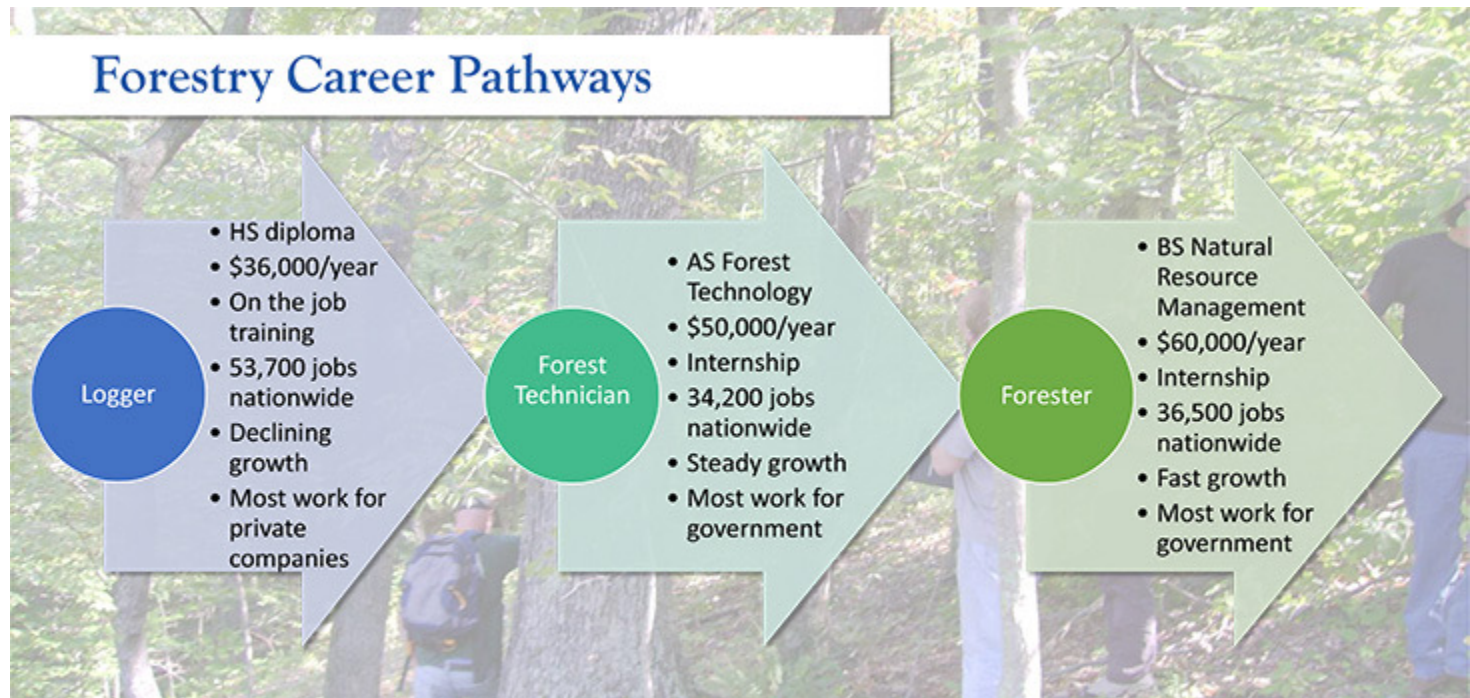 Forestry Career Pathways
Logger
• HS diploma
• $36,000/year
• On the job
training
• 53,700 jobs
nationwide
• Declining
growth
• Most work for
private
companies
Forest
Technician
• AS Forest
Technology
• $50,000/year
• Internship
• 34,200 jobs
nationwide
• Steady growth
• Most work for
government
Forester
• BS Natural
Resource
Management
• $60,000/year
• Internship
• 36,500 jobs
nationwide
• Fast growth
• Most work for
government